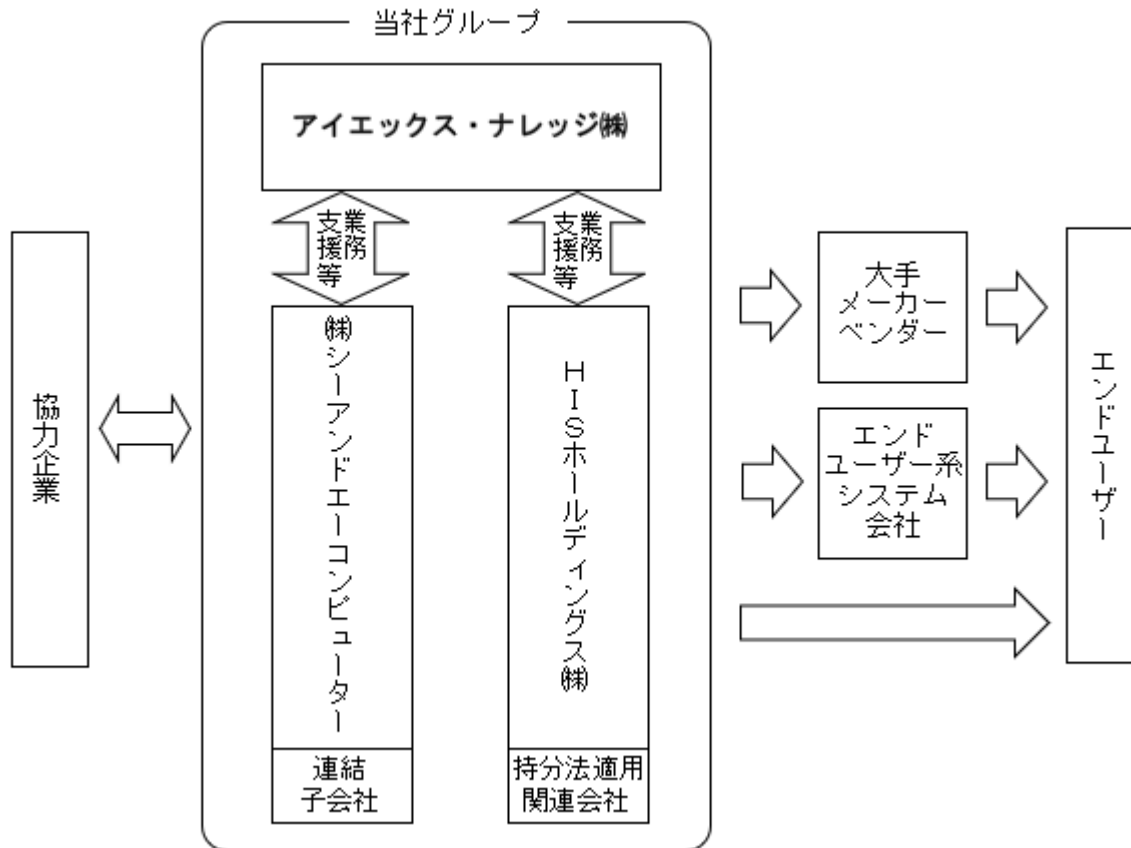 当社グループ
アイエックス・ナレッジ㈱
業務
支援等
業務
支援等
協力企業
㈱シーアンドエーコンピューター
連結
子会社
HISホールディングス㈱
持分法適用
関連会社
大手
メーカー
ベンダー
エンド
ユーザー系
システム
会社
エンドユーザー